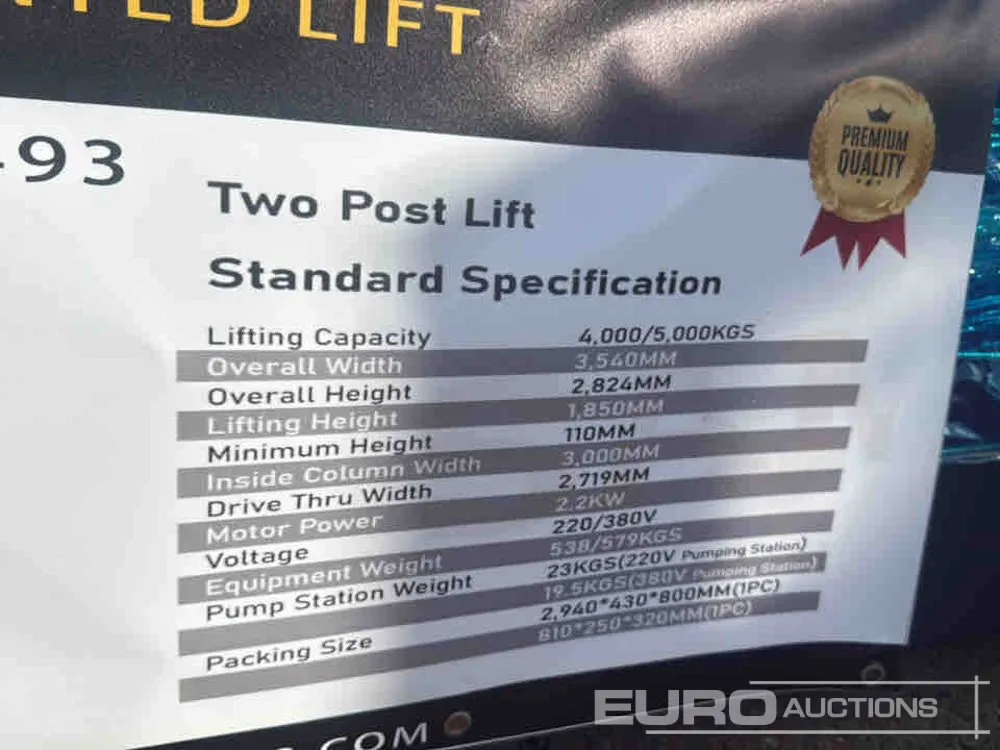 LIFT
493
PREMIUM
QUALITY
Two Post Lift
Standard Specification
Lifting Capacity 4,000/5,000KGS
Overall Width 3,540MM
Overall Height 2,824MM
Lifting Height 1,850MM
Minimum Height 110MM
Inside Column Width 3,000MM
Drive Thru Width 2,719MM
Motor Power 2.2KW
Voltage 220/380V
Equipment Weight 538/579KGS
Pump Station Weight 23KGS(220V Pumping Station)
19.5KGS(380V Pumping Station)
Packing Size 2,940*430*800MM(1PC)
810*250*320MM(1PC)
.COM
EURO AUCTIONS